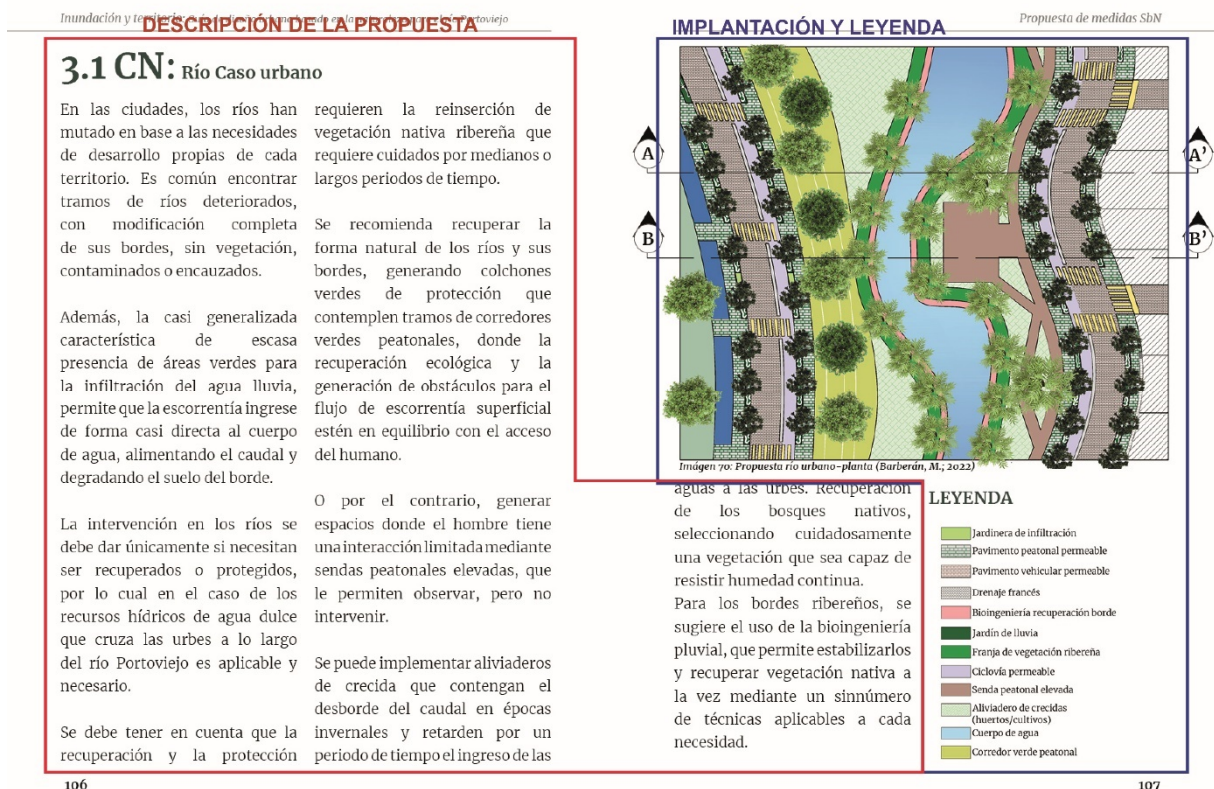 Inundación y territorio: Guía de diseño urbano basado en la naturaleza para el río Portoviejo
DESCRIPCIÓN DE LA PROPUESTA
3.1 CN: Río Caso urbano
En las ciudades, los ríos han
mutado en base a las necesidades
de desarrollo propias de cada
territorio. Es común encontrar
tramos de ríos deteriorados,
con modificación completa
de sus bordes, sin vegetación,
contaminados o encauzados.
Además, la casi generalizada
característica de escasa
presencia de áreas verdes para
la infiltración del agua lluvia,
permite que la escorrentía ingrese
de forma casi directa al cuerpo
de agua, alimentando el caudal y
degradando el suelo del borde.
La intervención en los ríos se
debe dar únicamente si necesitan
ser recuperados o protegidos,
por lo cual en el caso de los
recursos hídricos de agua dulce
que cruza las urbes a lo largo
del río Portoviejo es aplicable y
necesario.
Se debe tener en cuenta que la
recuperación y la protección
requieren la reinserción de
vegetación nativa ribereña que
requiere cuidados por medianos o
largos periodos de tiempo.
Se recomienda recuperar la
forma natural de los ríos y sus
bordes, generando colchones
verdes de protección que
contemplen tramos de corredores
verdes peatonales, donde la
recuperación ecológica y la
generación de obstáculos para el
flujo de escorrentía superficial
estén en equilibrio con el acceso
del humano.
O por el contrario, generar
espacios donde el hombre tiene
una interacción limitada mediante
sendas peatonales elevadas, que
le permiten observar, pero no
intervenir.
Se puede implementar aliviaderos
de crecida que contengan el
desborde del caudal en épocas
invernales y retarden por un
periodo de tiempo el ingreso de las
106
Propuesta de medidas SbN
IMPLANTACIÓN Y LEYENDA
A
A'
B
B'
Imágen 70: Propuesta río urbano-planta (Barberán, M.; 2022)
aguas a las urbes. Recuperación
de los bosques nativos,
seleccionando cuidadosamente
una vegetación que sea capaz de
resistir humedad continua.
Para los bordes ribereños, se
sugiere el uso de la bioingeniería
pluvial, que permite estabilizarlos
y recuperar vegetación nativa a
la vez mediante un sinnúmero
de técnicas aplicables a cada
necesidad.
LEYENDA
Jardinera de infiltración
Pavimento peatonal permeable
Pavimento vehicular permeable
Drenaje francés
Bioingeniería recuperación borde
Jardín de lluvia
Franja de vegetación ribereña
Ciclovía permeable
Senda peatonal elevada
Aliviadero de crecidas
(huertos/cultivos)
Cuerpo de agua
Corredor verde peatonal
107